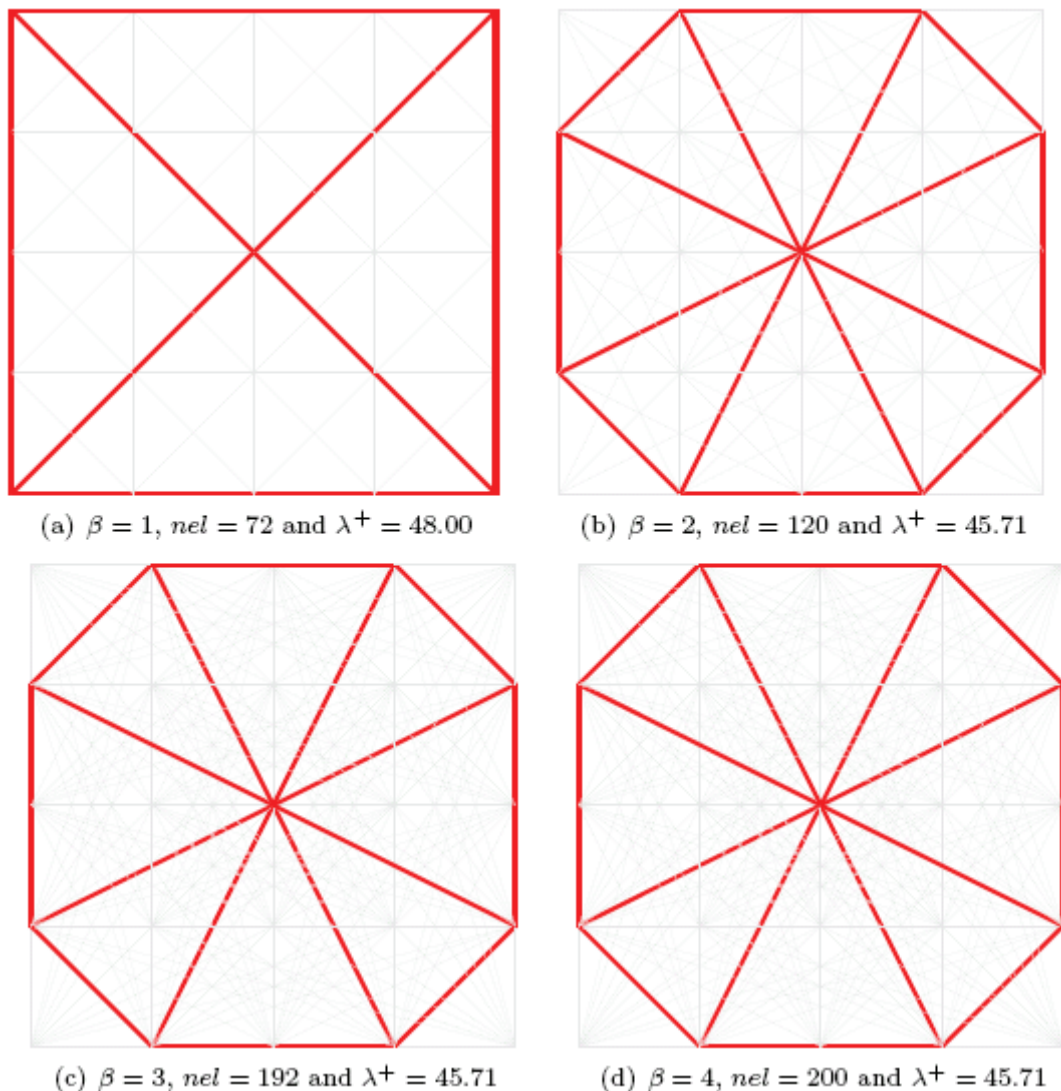 (a) β = 1, nel = 72 and λ⁺ = 48.00
(b) β = 2, nel = 120 and λ⁺ = 45.71
(c) β = 3, nel = 192 and λ⁺ = 45.71
(d) β = 4, nel = 200 and λ⁺ = 45.71